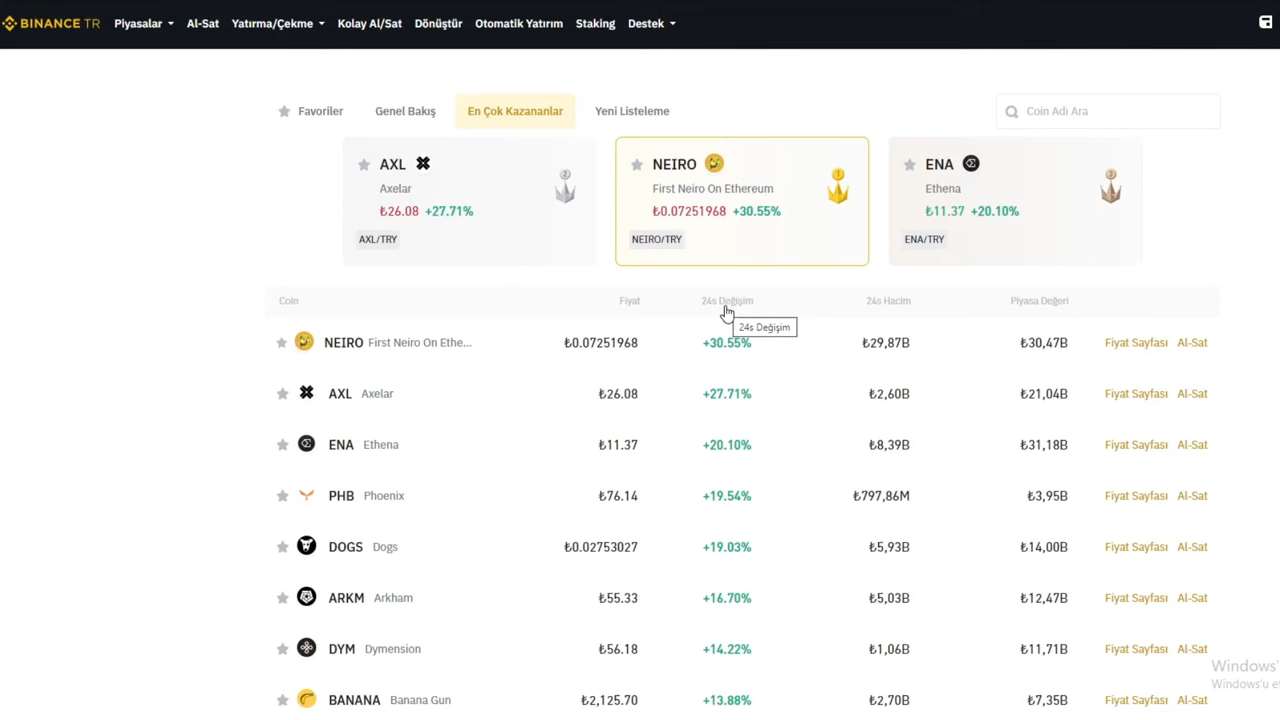 BINANCE TR Piyasalar Al-Sat Yatırma/Çekme Kolay Al/Sat Dönüştür Otomatik Yatırım Staking Destek
Favoriler Genel Bakış En Çok Kazananlar Yeni Listeleme Coin Adı Ara
AXL
Axelar
₺26.08 +27.71%
AXL/TRY
2
NEIRO
First Neiro On Ethereum
₺0.07251968 +30.55%
NEIRO/TRY
1
ENA
Ethena
₺11.37 +20.10%
ENA/TRY
3
Coin Fiyat 24s Değişim 24s Hacim Piyasa Değeri
24s Değişim
NEIRO First Neiro On Ethe... ₺0.07251968 +30.55% ₺29,87B ₺30,47B Fiyat Sayfası Al-Sat
AXL Axelar ₺26.08 +27.71% ₺2,60B ₺21,04B Fiyat Sayfası Al-Sat
ENA Ethena ₺11.37 +20.10% ₺8,39B ₺31,18B Fiyat Sayfası Al-Sat
PHB Phoenix ₺76.14 +19.54% ₺797,86M ₺3,95B Fiyat Sayfası Al-Sat
DOGS Dogs ₺0.02753027 +19.03% ₺5,93B ₺14,00B Fiyat Sayfası Al-Sat
ARKM Arkham ₺55.33 +16.70% ₺5,03B ₺12,47B Fiyat Sayfası Al-Sat
DYM Dymension ₺56.18 +14.22% ₺1,06B ₺11,71B Fiyat Sayfası Al-Sat
BANANA Banana Gun ₺2,125.70 +13.88% ₺2,70B ₺7,35B Fiyat Sayfası Al-Sat
Windows'
Windows'u et